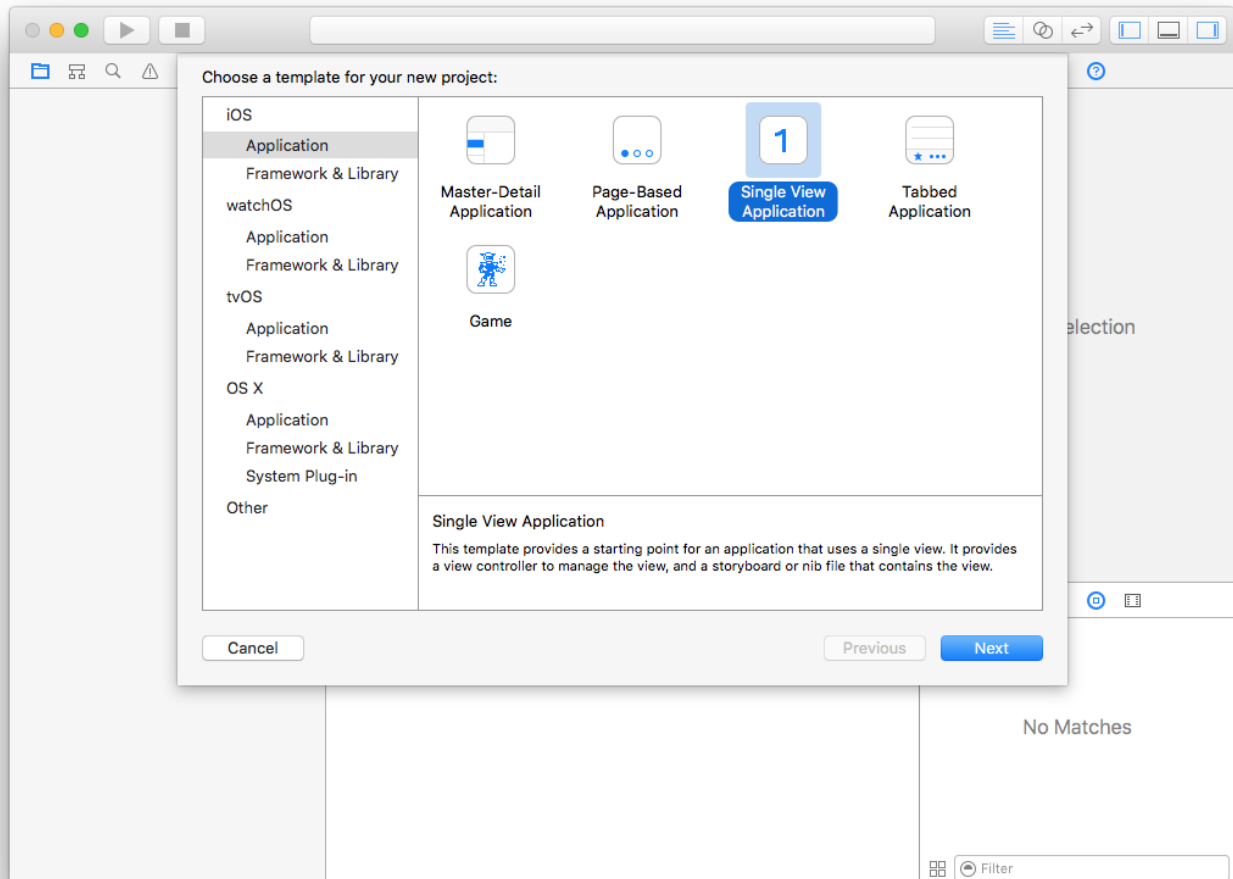 Choose a template for your new project:
iOS
Application
Framework & Library
watchOS
Application
Framework & Library
tvOS
Application
Framework & Library
OS X
Application
Framework & Library
System Plug-in
Other
Master-Detail
Application
Page-Based
Application
1
Single View
Application
Tabbed
Application
Game
Single View Application
This template provides a starting point for an application that uses a single view. It provides
a view controller to manage the view, and a storyboard or nib file that contains the view.
Cancel
Previous
Next
?
election
No Matches
Filter